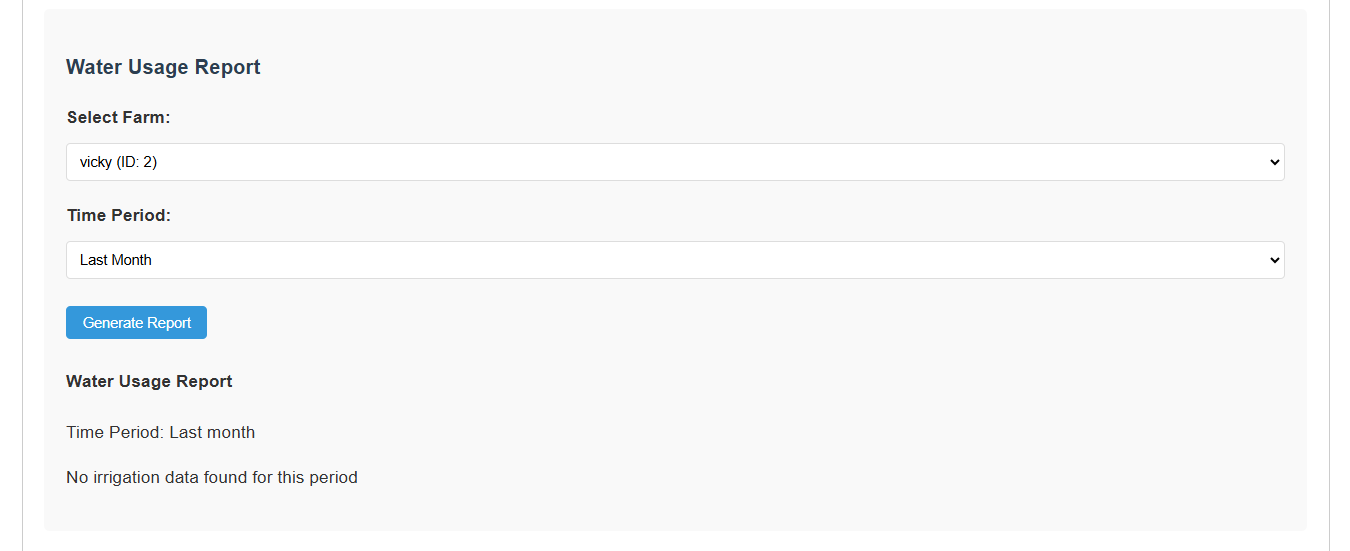 Water Usage Report
Select Farm:
vicky (ID: 2)
Time Period:
Last Month
Generate Report
Water Usage Report
Time Period: Last month
No irrigation data found for this period